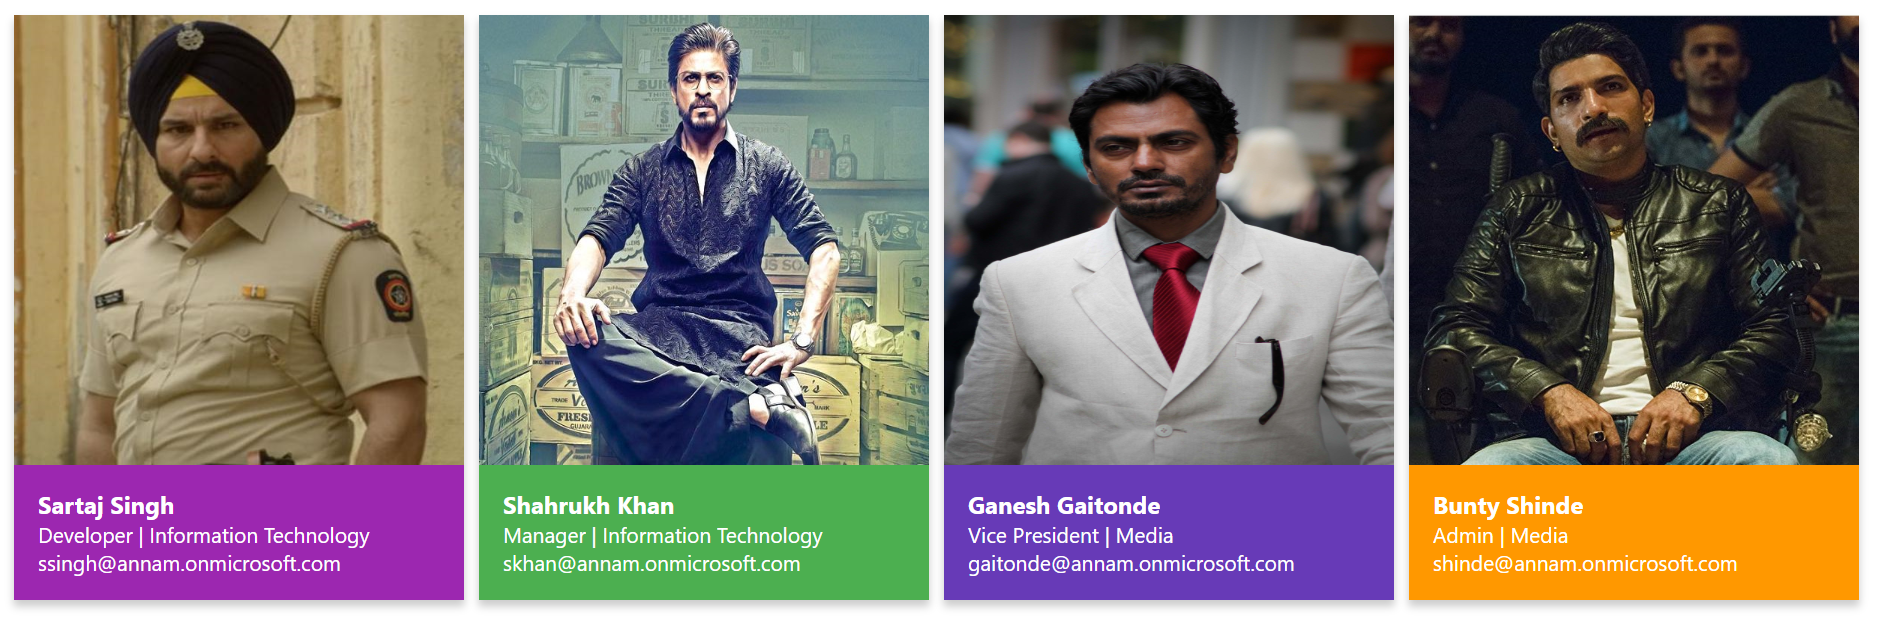 Sartaj Singh
Developer | Information Technology
ssingh@annam.onmicrosoft.com
Shahrukh Khan
Manager | Information Technology
skhan@annam.onmicrosoft.com
Ganesh Gaitonde
Vice President | Media
gaitonde@annam.onmicrosoft.com
Bunty Shinde
Admin | Media
shinde@annam.onmicrosoft.com